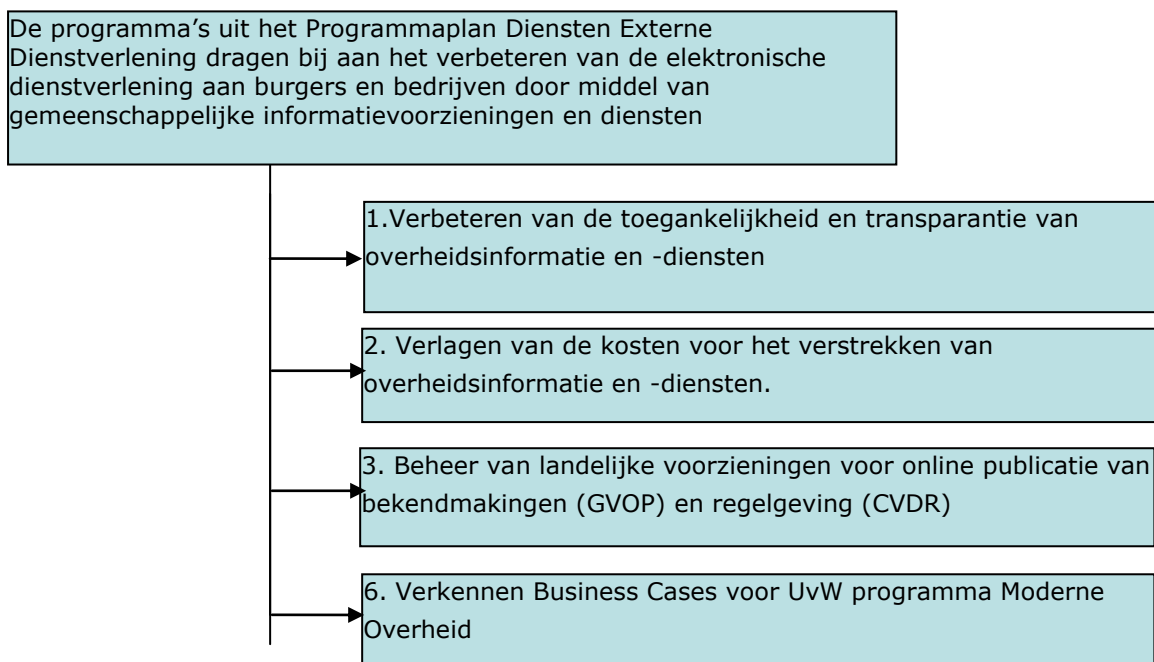 De programma’s uit het Programmaplan Diensten Externe
Dienstverlening dragen bij aan het verbeteren van de elektronische
dienstverlening aan burgers en bedrijven door middel van
gemeenschappelijke informatievoorzieningen en diensten
1.Verbeteren van de toegankelijkheid en transparantie van
overheidsinformatie en -diensten
2. Verlagen van de kosten voor het verstrekken van
overheidsinformatie en -diensten.
3. Beheer van landelijke voorzieningen voor online publicatie van
bekendmakingen (GVOP) en regelgeving (CVDR)
6. Verkennen Business Cases voor UvW programma Moderne
Overheid